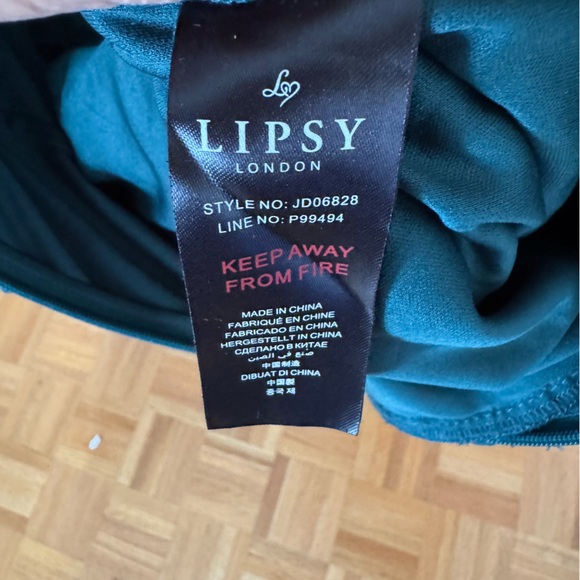 LIPSY
LONDON
STYLE NO: JD06828
LINE NO: P99494
KEEP AWAY
FROM FIRE
MADE IN CHINA
FABRIQUÉ EN CHINE
FABRICADO EN CHINA
HERGESTELLT IN CHINA
СДЕЛАНО В КИТАЕ
صنع في الصين
中国制造
DIBUAT DI CHINA
中國製
중국 제